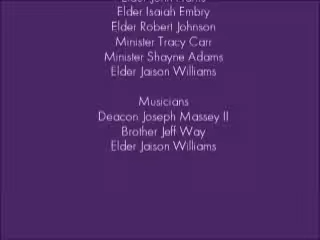 Elder Isaiah Embry
Elder Robert Johnson
Minister Tracy Carr
Minister Shayne Adams
Elder Jaison Williams
Musicians
Deacon Joseph Massey II
Brother Jeff Way
Elder Jaison Williams